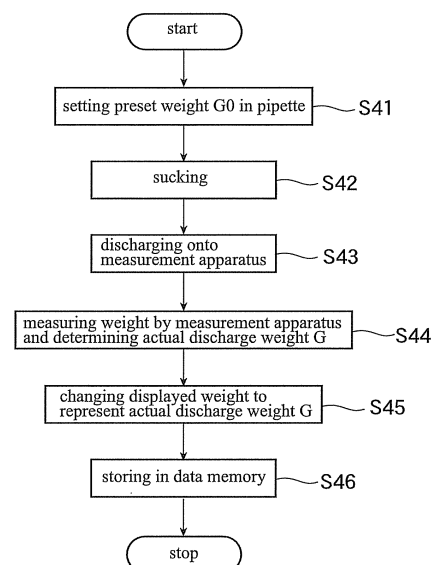 start
setting preset weight G0 in pipette
S41
sucking
S42
discharging onto
measurement apparatus
S43
measuring weight by measurement apparatus
and determining actual discharge weight G
S44
changing displayed weight to
represent actual discharge weight G
S45
storing in data memory
S46
stop